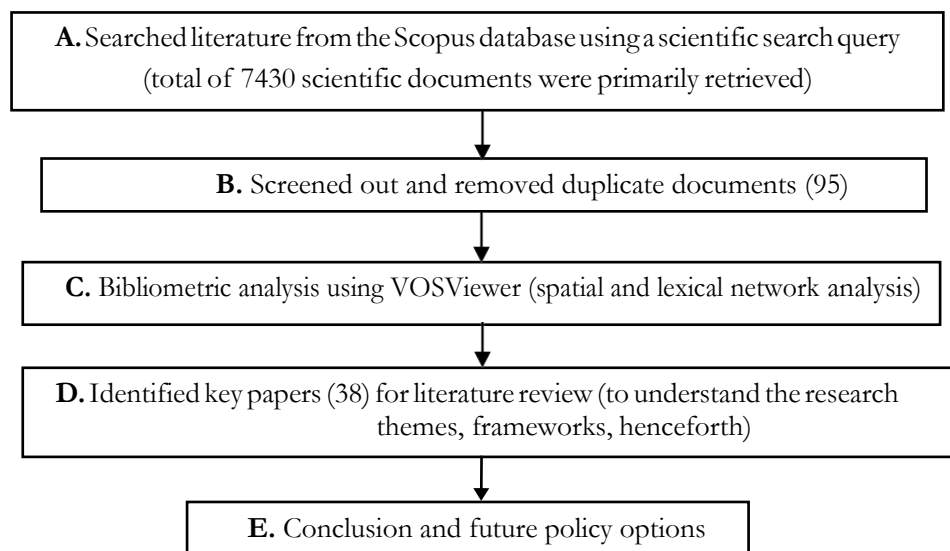 A. Searched literature from the Scopus database using a scientific search query
(total of 7430 scientific documents were primarily retrieved)
B. Screened out and removed duplicate documents (95)
C. Bibliometric analysis using VOSViewer (spatial and lexical network analysis)
D. Identified key papers (38) for literature review (to understand the research
themes, frameworks, henceforth)
E. Conclusion and future policy options